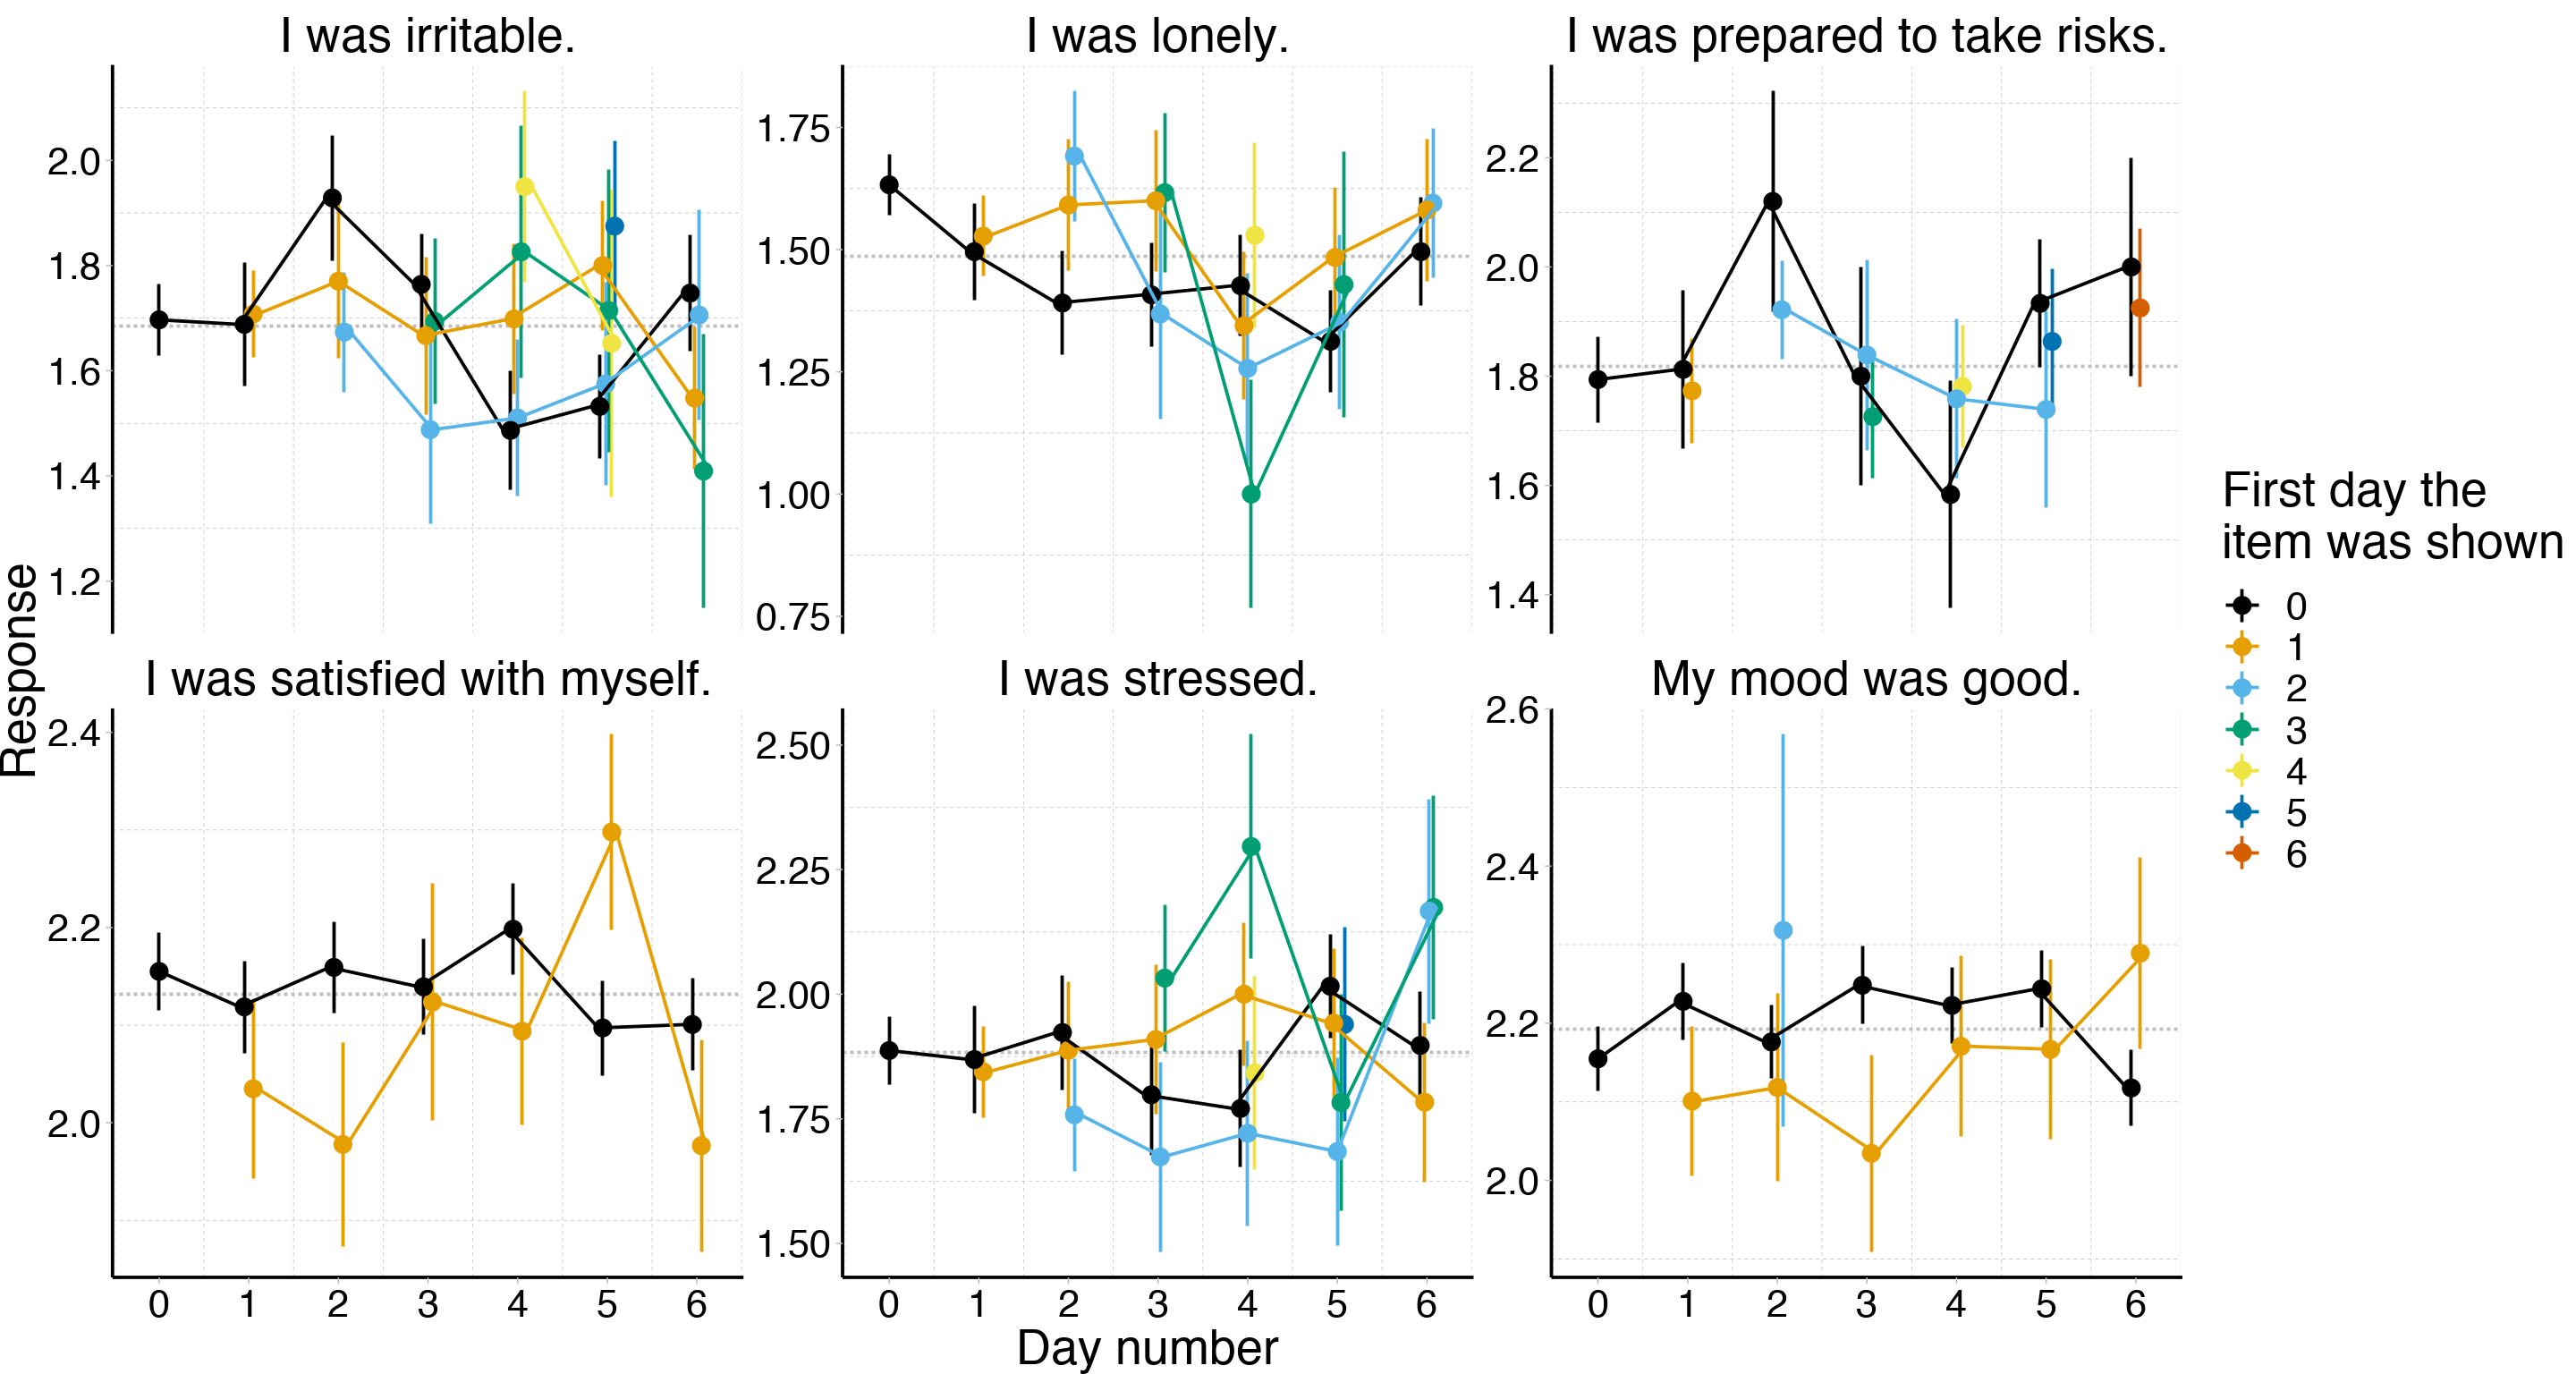 I was irritable.
I was lonely.
I was prepared to take risks.
2.0
1.8
1.6
1.4
1.2
1.75
1.50
1.25
1.00
0.75
2.2
2.0
1.8
1.6
1.4
Response
I was satisfied with myself.
I was stressed.
My mood was good.
2.4
2.2
2.0
2.50
2.25
2.00
1.75
1.50
2.6
2.4
2.2
2.0
0 1 2 3 4 5 6
0 1 2 3 4 5 6
0 1 2 3 4 5 6
Day number
First day the
item was shown
0
1
2
3
4
5
6